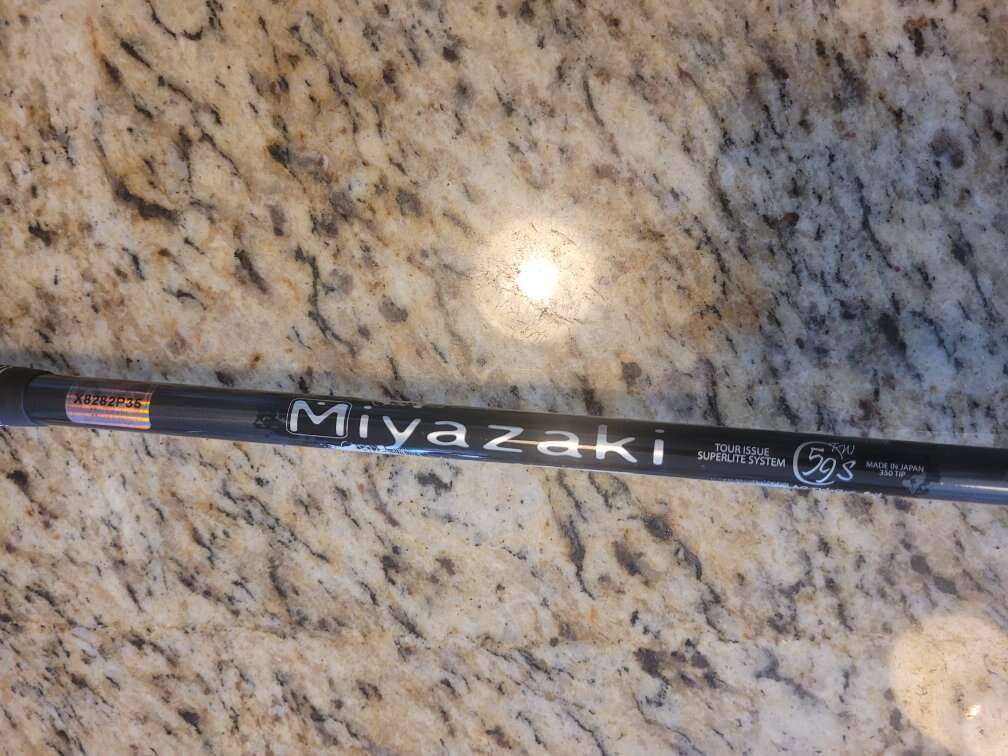 X8282P35
Miyazaki
TOUR ISSUE
SUPERLITE SYSTEM
59s
MADE IN JAPAN
350 TIP